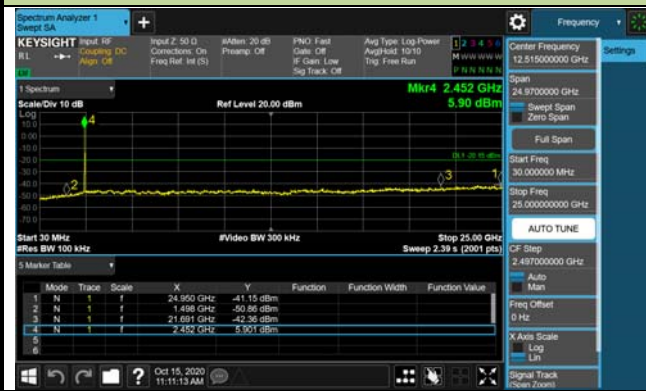 Spectrum Analyzer 1
Swept SA
+
Frequency
KEYSIGHT
RL
Input: RF
Coupling: DC
Align: Off
Input Z: 50 Ω
Corrections: On
Freq Ref: Int (S)
#Atten: 20 dB
Preamp: Off
PNO: Fast
Gate: Off
IF Gain: Low
Sig Track: Off
Avg Type: Log-Power
Avg|Hold: 10/10
Trig: Free Run
1 2 3 4 5 6
M W W W W W
P N N N N N
1 Spectrum
Scale/Div 10 dB
Ref Level 20.00 dBm
Mkr4 2.452 GHz
5.90 dBm
Log
10.0
0.00
-10.0
-20.0
-30.0
-40.0
-50.0
-60.0
-70.0
4
2
3
1
Start 30 MHz
#Res BW 100 kHz
#Video BW 300 kHz
Stop 25.00 GHz
Sweep 2.39 s (2001 pts)
5 Marker Table
Mode Trace Scale X Y Function Function Width Function Value
1 N 1 f 24.950 GHz -41.15 dBm
2 N 1 f 1.498 GHz -50.86 dBm
3 N 1 f 21.691 GHz -42.36 dBm
4 N 1 f 2.452 GHz 5.901 dBm
5
6
Center Frequency
12.515000000 GHz
Settings
Span
24.9700000 GHz
Swept Span
Zero Span
Full Span
Start Freq
30.000000 MHz
Stop Freq
25.000000000 GHz
AUTO TUNE
CF Step
2.497000000 GHz
Auto
Man
Freq Offset
0 Hz
X Axis Scale
Log
Lin
Signal Track
(Span Zoom)
?
Oct 15, 2020
11:11:13 AM